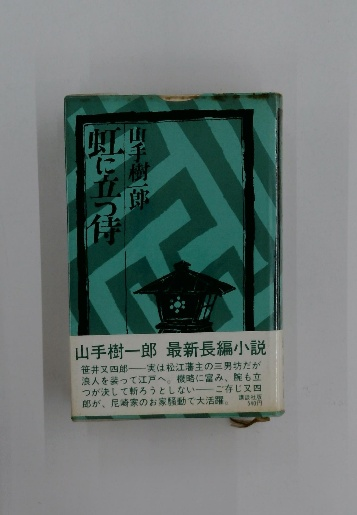 山手樹一郎
虹に立つ侍
山手樹一郎 最新長編小説
笹井又四郎──実は松江藩主の三男坊だが
浪人を装って江戸へ。機略に富み、腕も立
つが決して斬ろうとしない──ご存じ又四
郎が、尼崎家のお家騒動で大活躍。
講談社版